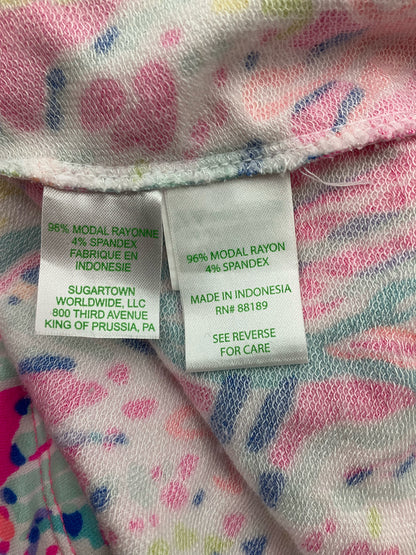 96% MODAL RAYONNE
4% SPANDEX
FABRIQUE EN
INDONESIE
SUGARTOWN
WORLDWIDE, LLC
800 THIRD AVENUE
KING OF PRUSSIA, PA
96% MODAL RAYON
4% SPANDEX
MADE IN INDONESIA
RN# 88189
SEE REVERSE
FOR CARE